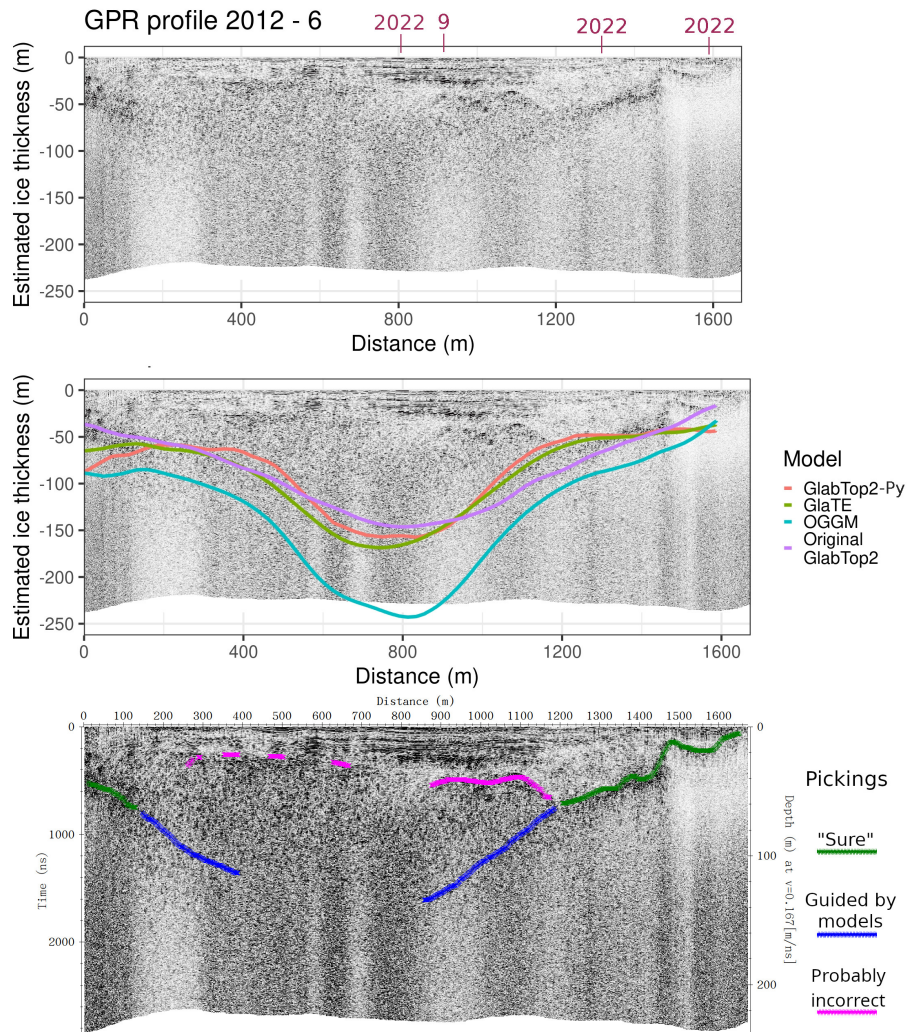 GPR profile 2012 - 6
2022 9 2022 2022
Estimated ice thickness (m)
0
-50
-100
-150
-200
-250
0 400 800 1200 1600
Distance (m)
Estimated ice thickness (m)
0
-50
-100
-150
-200
-250
0 400 800 1200 1600
Distance (m)
Model
GlabTop2-Py
GlaTE
OGGM
Original
GlabTop2
Distance (m)
0 100 200 300 400 500 600 700 800 900 1000 1100 1200 1300 1400 1500 1600
Time (ns)
0
1000
2000
0
100
200
Depth (m) at v=0.167[m/ns]
Pickings
"Sure"
Guided by
models
Probably
incorrect